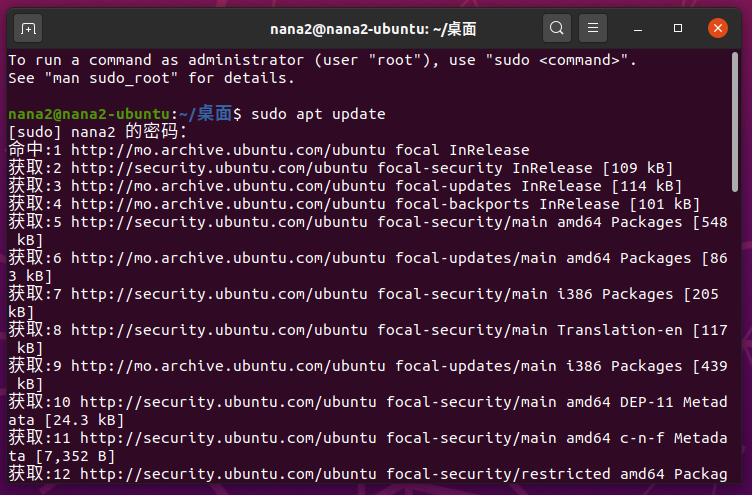 nana2@nana2-ubuntu: ~/桌面
To run a command as administrator (user "root"), use "sudo <command>".
See "man sudo_root" for details.
nana2@nana2-ubuntu:~/桌面$ sudo apt update
[sudo] nana2 的密码：
命中:1 http://mo.archive.ubuntu.com/ubuntu focal InRelease
获取:2 http://security.ubuntu.com/ubuntu focal-security InRelease [109 kB]
获取:3 http://mo.archive.ubuntu.com/ubuntu focal-updates InRelease [114 kB]
获取:4 http://mo.archive.ubuntu.com/ubuntu focal-backports InRelease [101 kB]
获取:5 http://security.ubuntu.com/ubuntu focal-security/main amd64 Packages [548
 kB]
获取:6 http://mo.archive.ubuntu.com/ubuntu focal-updates/main amd64 Packages [86
3 kB]
获取:7 http://security.ubuntu.com/ubuntu focal-security/main i386 Packages [205
kB]
获取:8 http://security.ubuntu.com/ubuntu focal-security/main Translation-en [117
 kB]
获取:9 http://mo.archive.ubuntu.com/ubuntu focal-updates/main i386 Packages [439
 kB]
获取:10 http://security.ubuntu.com/ubuntu focal-security/main amd64 DEP-11 Metad
ata [24.3 kB]
获取:11 http://security.ubuntu.com/ubuntu focal-security/main amd64 c-n-f Metada
ta [7,352 B]
获取:12 http://security.ubuntu.com/ubuntu focal-security/restricted amd64 Packag